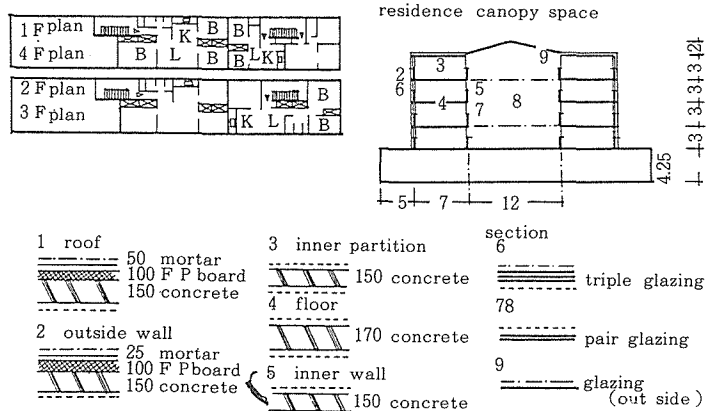 residence canopy space
1 F plan
4 F plan
B L K B B B B L K
2 F plan
3 F plan
K L B B
2 3 9
6 5
4 7 8
3 3 3 3 2
4.25
5 7 12
section
1 roof
50 mortar
100 F P board
150 concrete
2 outside wall
25 mortar
100 F P board
150 concrete
3 inner partition
150 concrete
4 floor
170 concrete
5 inner wall
150 concrete
6
triple glazing
78
pair glazing
9
glazing
(out side)